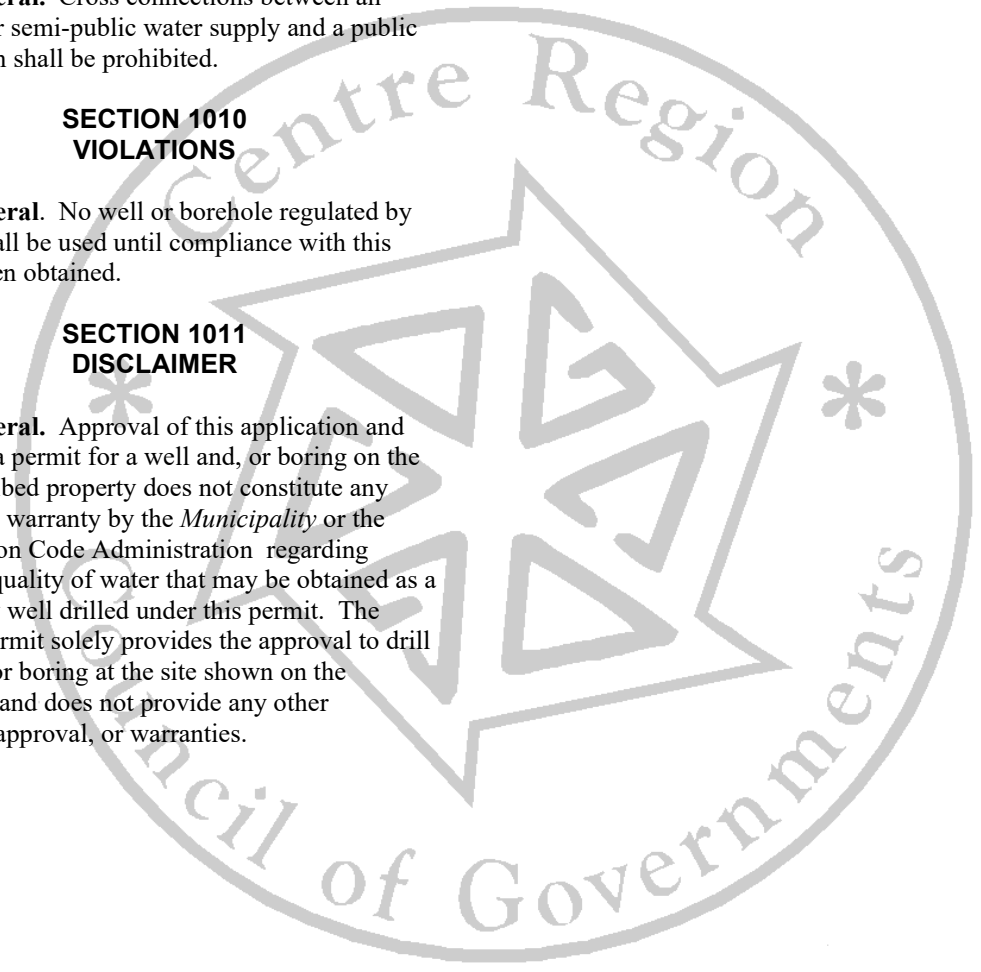 eral. Cross connections between an
r semi-public water supply and a public
n shall be prohibited.
SECTION 1010
VIOLATIONS
eral. No well or borehole regulated by
all be used until compliance with this
en obtained.
SECTION 1011
DISCLAIMER
eral. Approval of this application and
a permit for a well and, or boring on the
bed property does not constitute any
warranty by the Municipality or the
on Code Administration regarding
quality of water that may be obtained as a
well drilled under this permit. The
ermit solely provides the approval to drill
or boring at the site shown on the
and does not provide any other
approval, or warranties.
Centre Region
* Council of Governments *